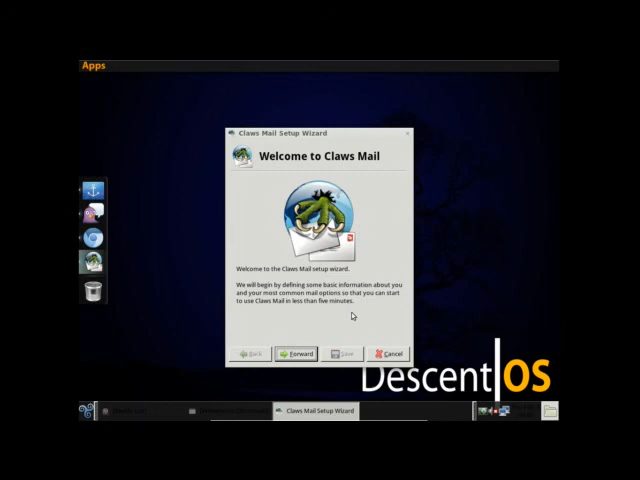 Apps
Claws Mail Setup Wizard
Welcome to Claws Mail
Welcome to the Claws Mail setup wizard.
We will begin by defining some basic information about you
and your most common mail options so that you can start
to use Claws Mail in less than five minutes.
Back
Forward
Save
Cancel
Descent|OS
Claws Mail Setup Wizard